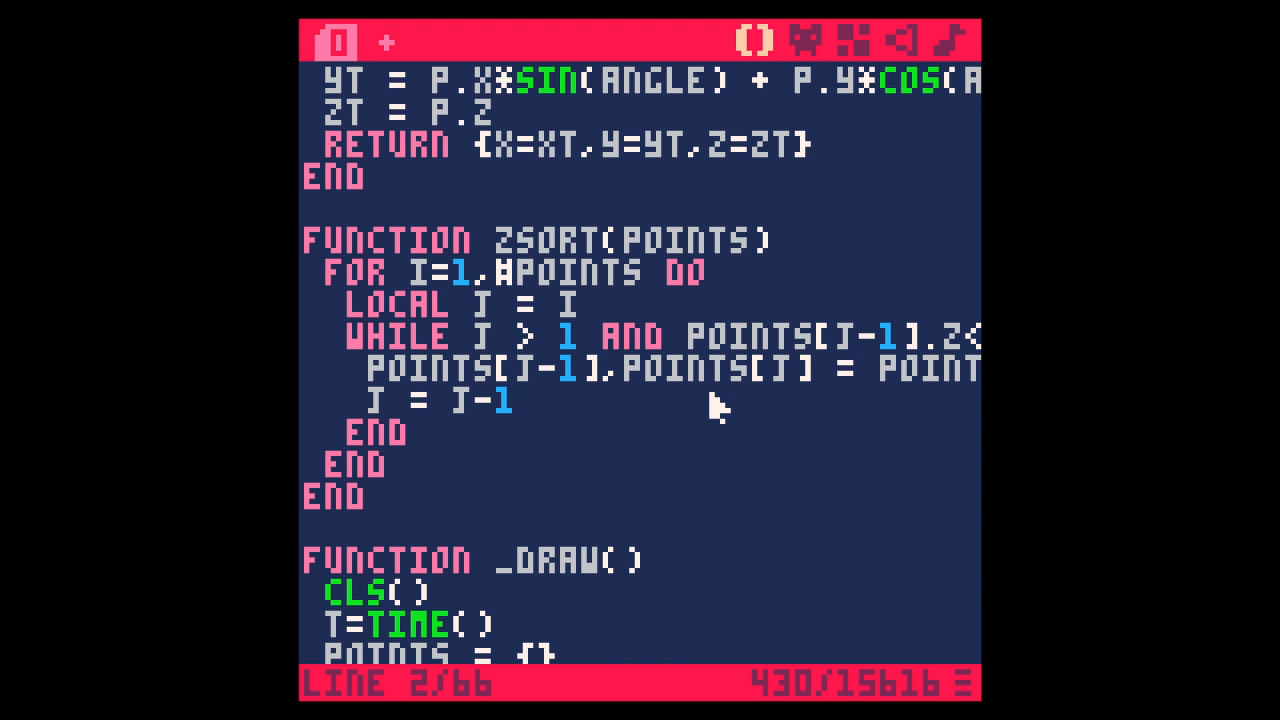 0 +
YT = P.X*SIN(ANGLE) + P.Y*COS(A
ZT = P.Z
RETURN {X=XT,Y=YT,Z=ZT}
END
FUNCTION ZSORT(POINTS)
FOR I=1,#POINTS DO
LOCAL J = I
WHILE J > 1 AND POINTS[J-1].Z<
POINTS[J-1],POINTS[J] = POINT
J = J-1
END
END
END
FUNCTION _DRAW()
CLS()
T=TIME()
POINTS = {}
LINE 2/66 430/15616